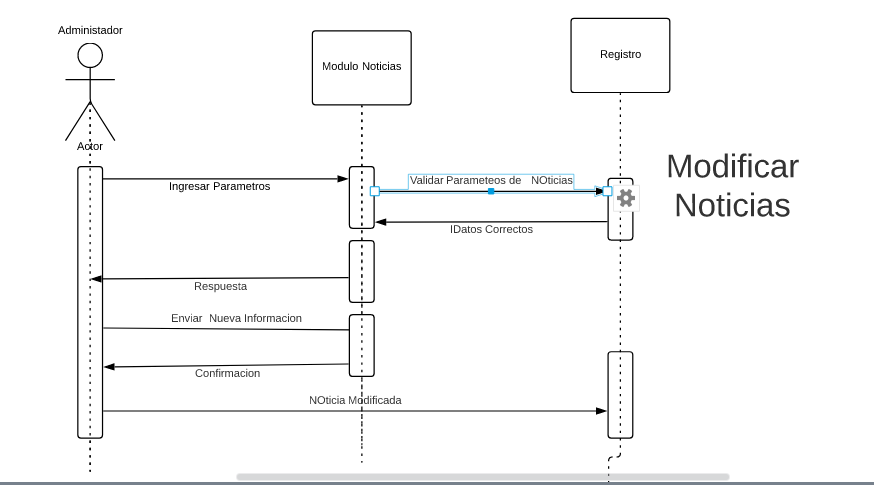 Administador
Modulo Noticias
Registro
Actor
Modificar
Noticias
Ingresar Parametros
Validar Parameteos de NOticias
IDatos Correctos
Respuesta
Enviar Nueva Informacion
Confirmacion
NOticia Modificada